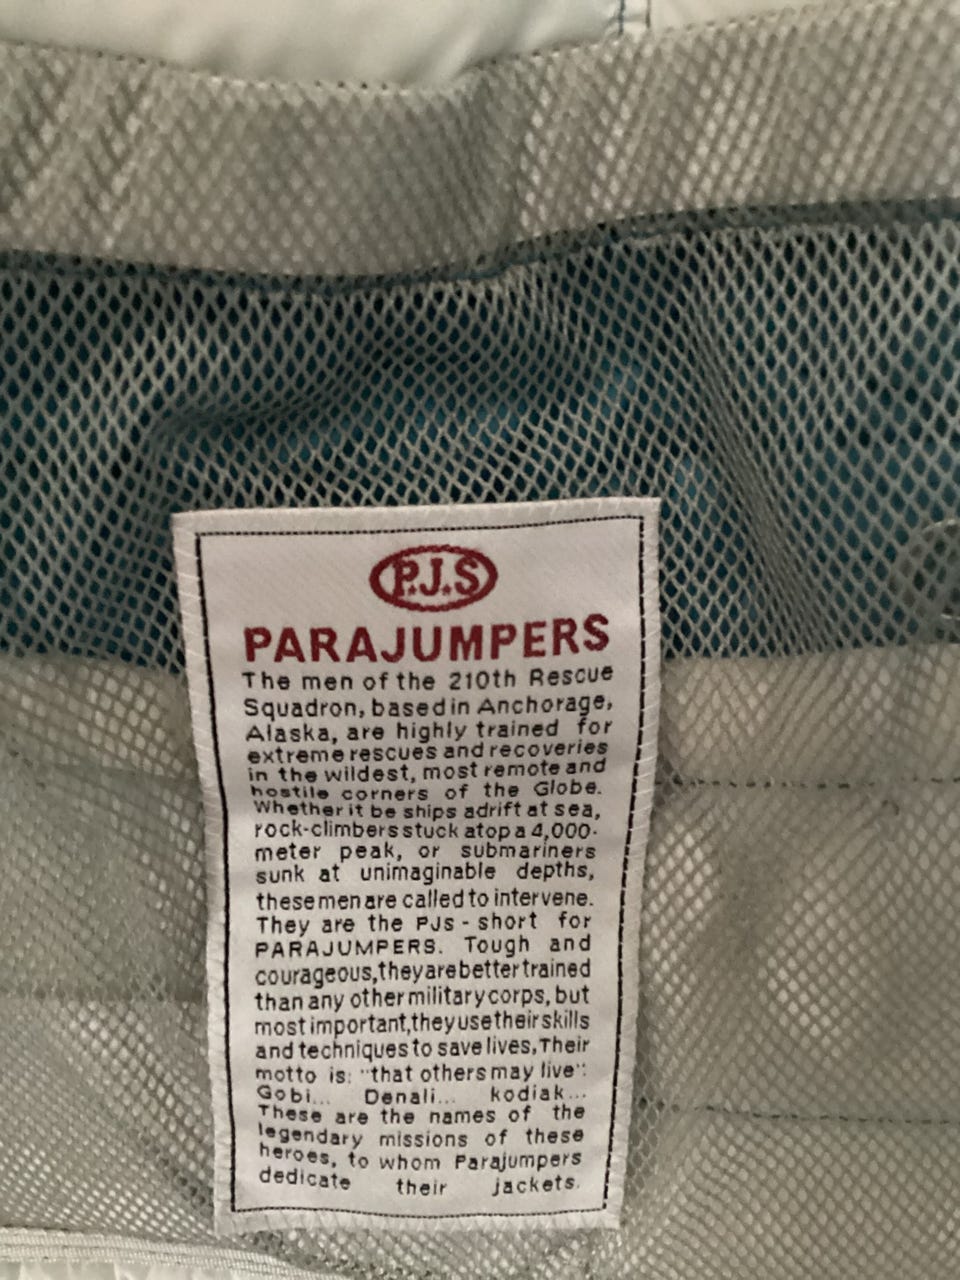 P.J.S
PARAJUMPERS
The men of the 210th Rescue
Squadron, based in Anchorage,
Alaska, are highly trained for
extreme rescues and recoveries
in the wildest, most remote and
hostile corners of the Globe.
Whether it be ships adrift at sea,
rock-climbers stuck atop a 4,000-
meter peak, or submariners
sunk at unimaginable depths,
these men are called to intervene.
They are the PJs - short for
PARAJUMPERS. Tough and
courageous, they are better trained
than any other military corps, but
most important, they use their skills
and techniques to save lives, Their
motto is: "that others may live":
Gobi... Denali... kodiak...
These are the names of the
legendary missions of these
heroes, to whom Parajumpers
dedicate their jackets.